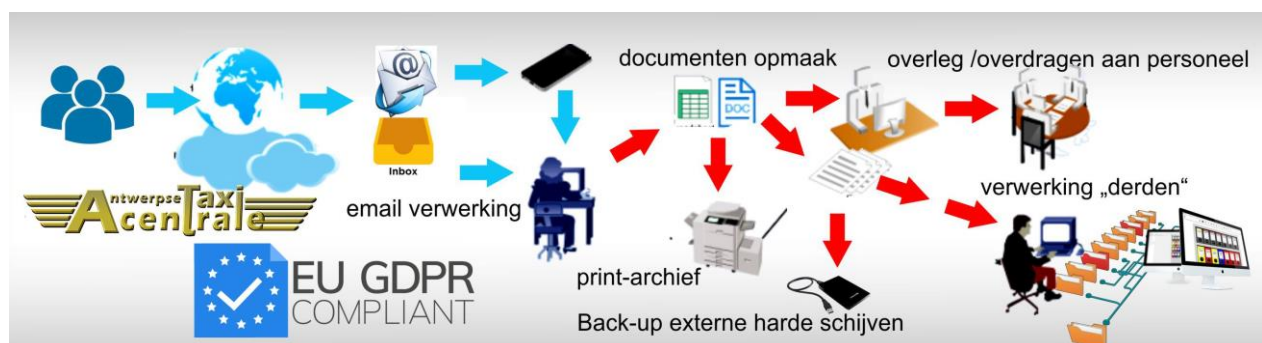 @
Inbox
email verwerking
Antwerpse Taxi
Acentrale
EU GDPR
COMPLIANT
documenten opmaak
DOC
print-archief
Back-up externe harde schijven
overleg /overdragen aan personeel
verwerking „derden“